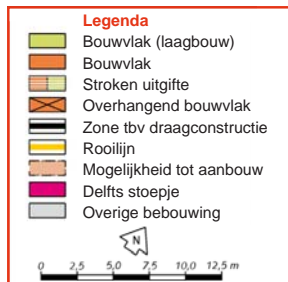 Legenda
Bouwvlak (laagbouw)
Bouwvlak
Stroken uitgifte
Overhangend bouwvlak
Zone tbv draagconstructie
Rooilijn
Mogelijkheid tot aanbouw
Delfts stoepje
Overige bebouwing
N
0 2,5 5,0 7,5 10,0 12,5 m